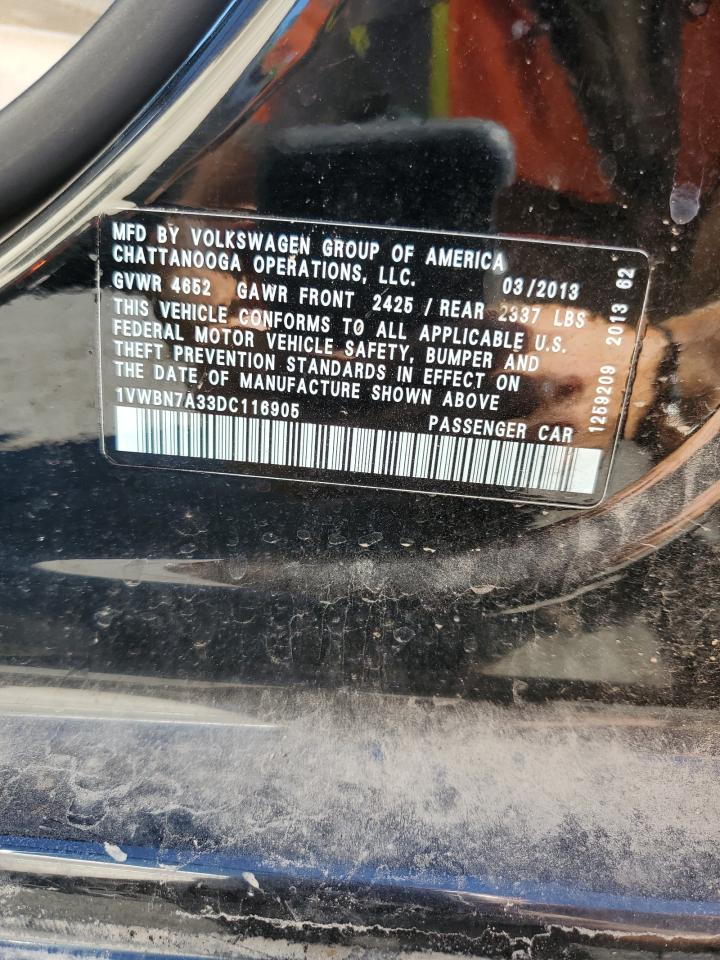 MFD BY VOLKSWAGEN GROUP OF AMERICA
CHATTANOOGA OPERATIONS, LLC. 03/2013
GVWR 4652 GAWR FRONT 2425 / REAR 2337 LBS
THIS VEHICLE CONFORMS TO ALL APPLICABLE U.S.
FEDERAL MOTOR VEHICLE SAFETY, BUMPER AND
THEFT PREVENTION STANDARDS IN EFFECT ON
THE DATE OF MANUFACTURE SHOWN ABOVE
1VWBN7A33DC116905 PASSENGER CAR
1259209 2013 62